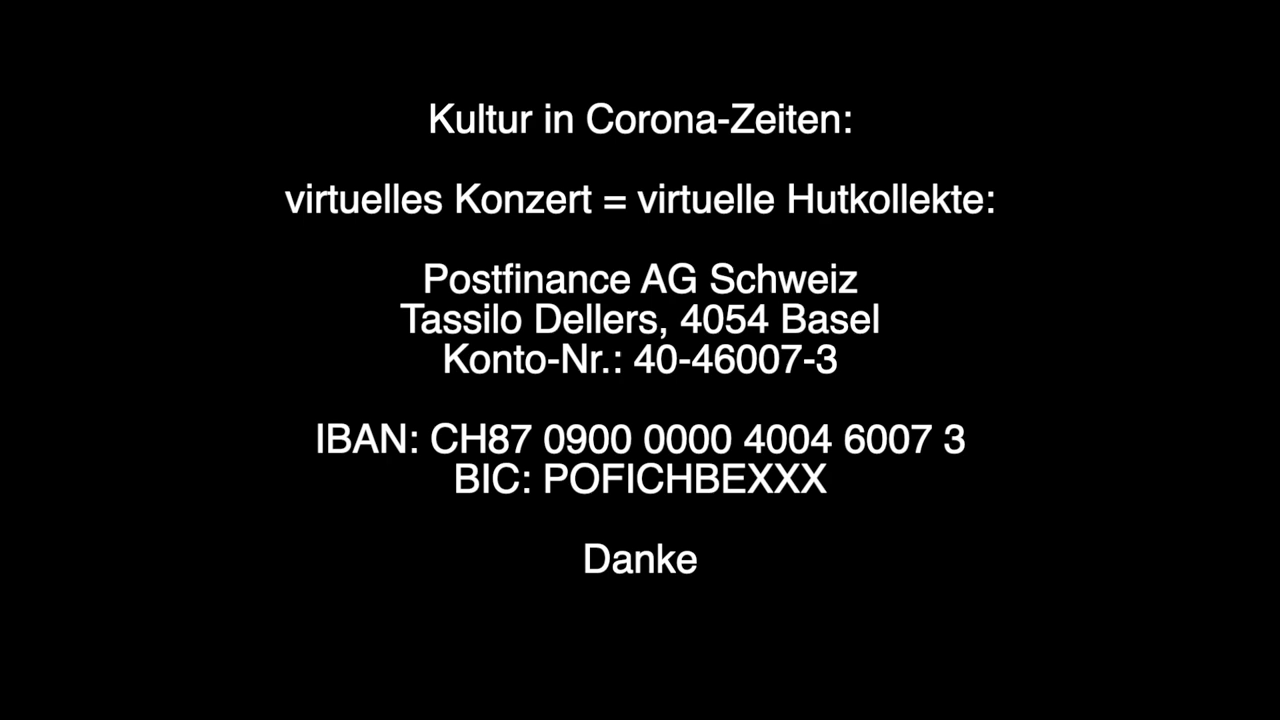 Kultur in Corona-Zeiten:
virtuelles Konzert = virtuelle Hutkollekte:
Postfinance AG Schweiz
Tassilo Dellers, 4054 Basel
Konto-Nr.: 40-46007-3
IBAN: CH87 0900 0000 4004 6007 3
BIC: POFICHBEXXX
Danke